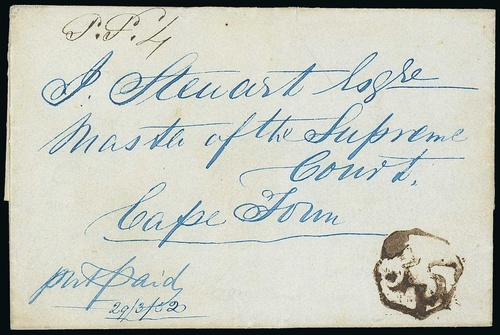 P.P.4
J. Steuart Esqre
Master of the Supreme
Court.
Cape Town
post paid
29/3/52